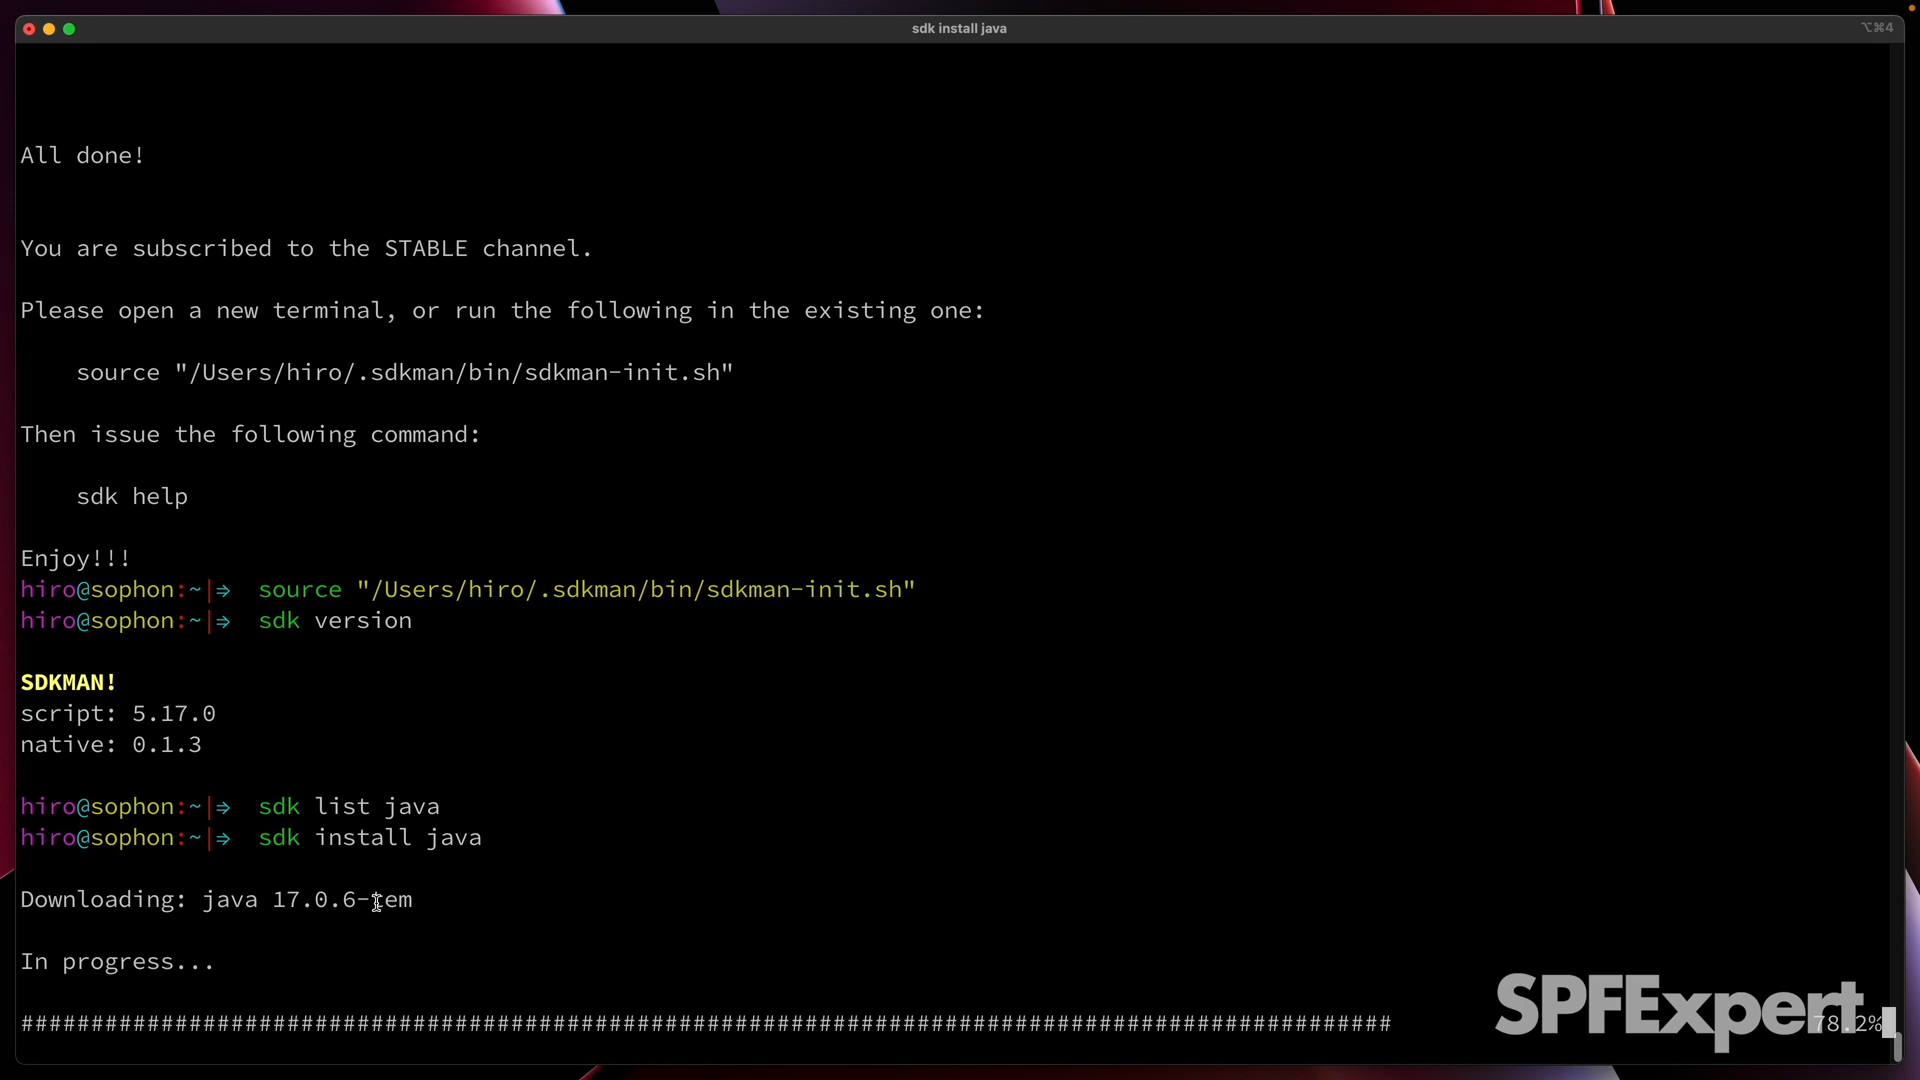 sdk install java
⌥⌘4
All done!
You are subscribed to the STABLE channel.
Please open a new terminal, or run the following in the existing one:
source "/Users/hiro/.sdkman/bin/sdkman-init.sh"
Then issue the following command:
sdk help
Enjoy!!!
hiro@sophon:~|⇒ source "/Users/hiro/.sdkman/bin/sdkman-init.sh"
hiro@sophon:~|⇒ sdk version
SDKMAN!
script: 5.17.0
native: 0.1.3
hiro@sophon:~|⇒ sdk list java
hiro@sophon:~|⇒ sdk install java
Downloading: java 17.0.6-tem
In progress...
################################################################################################## 78.2%
SPFExpert